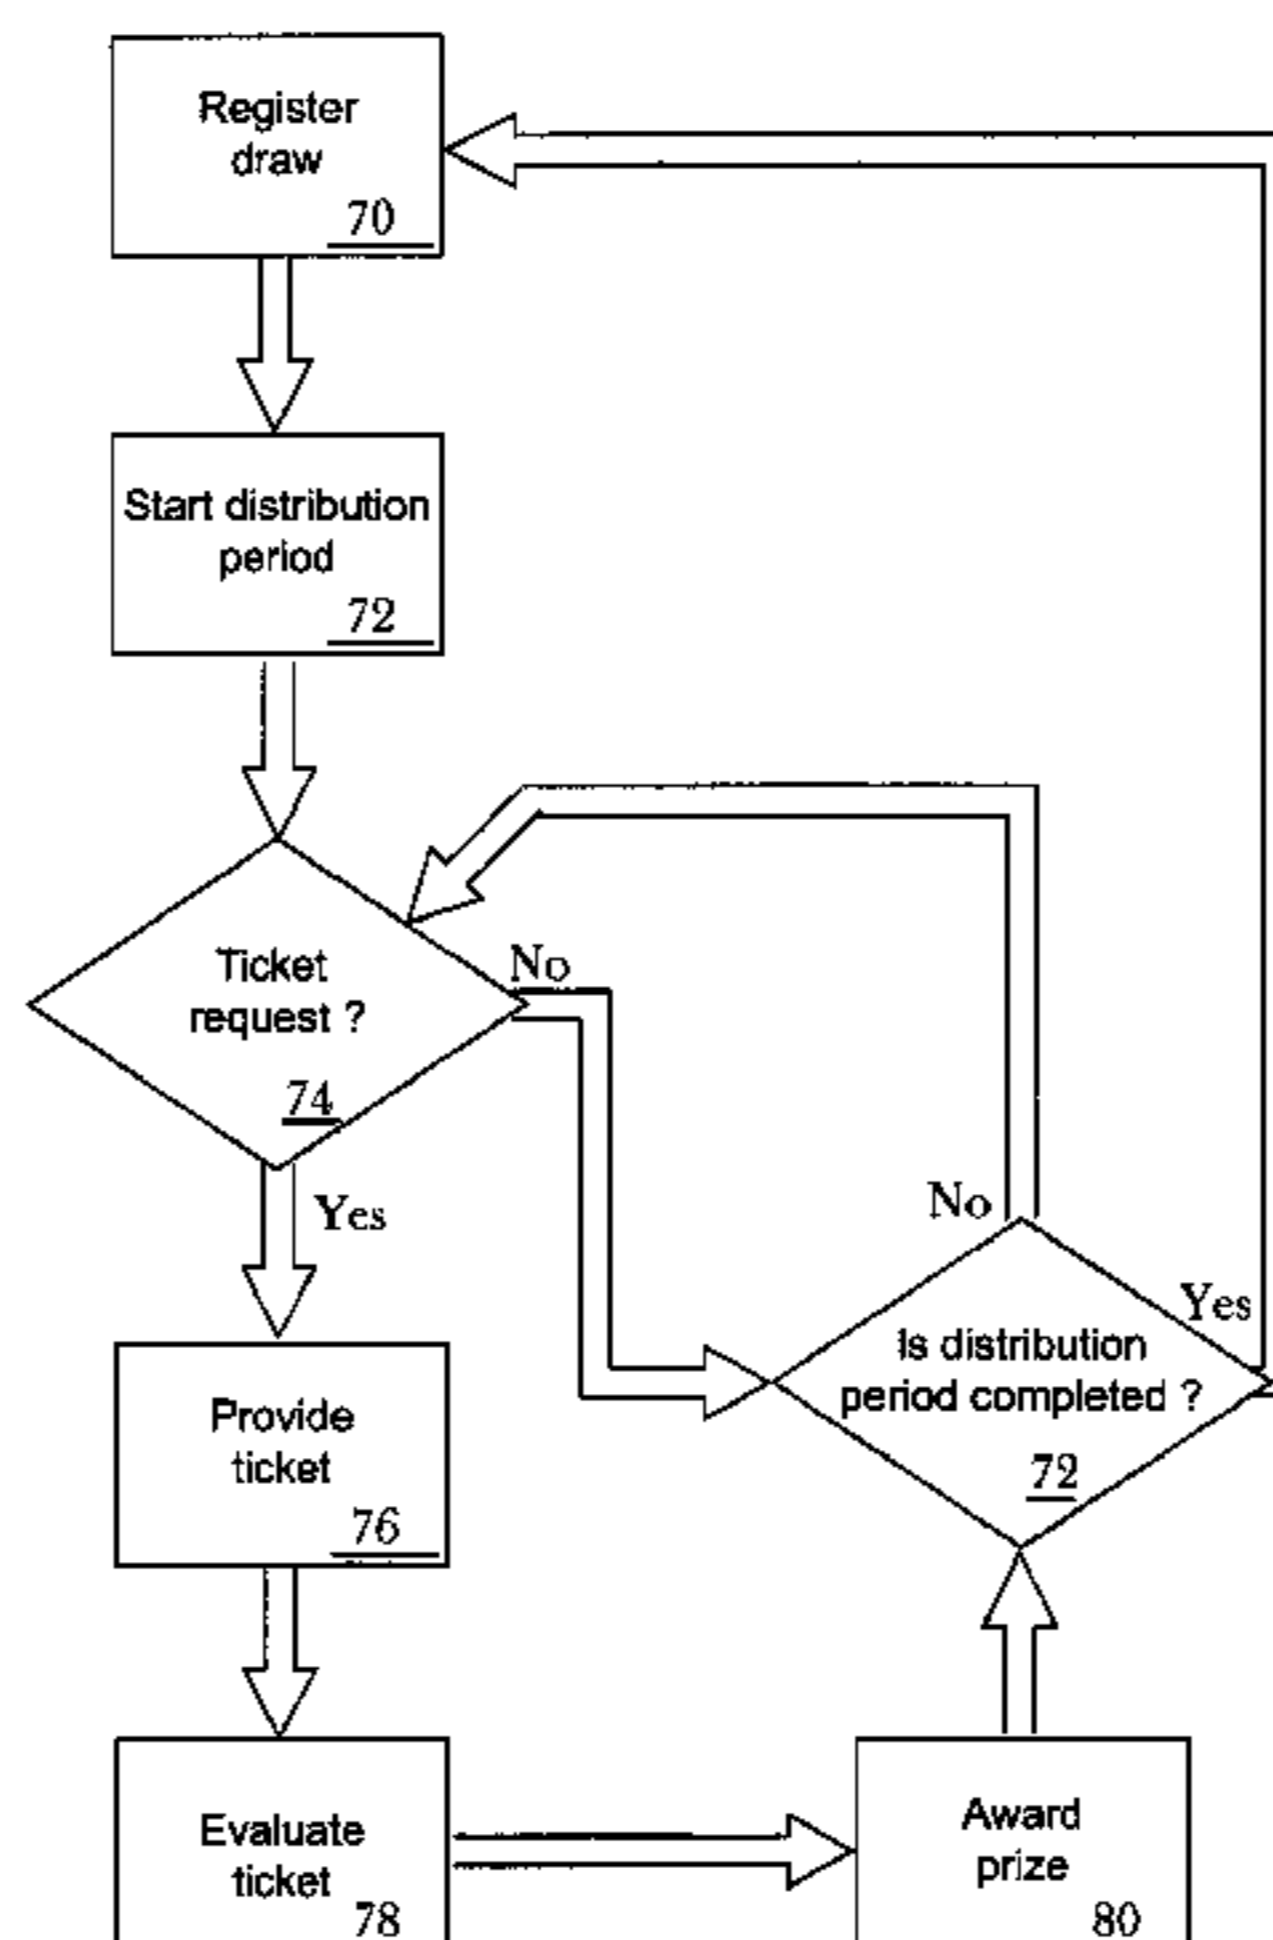 Register
draw
70
Start distribution
period
72
Ticket
request ?
74
No
Yes
No
Yes
Is distribution
period completed ?
72
Provide
ticket
76
Evaluate
ticket
78
Award
prize
80